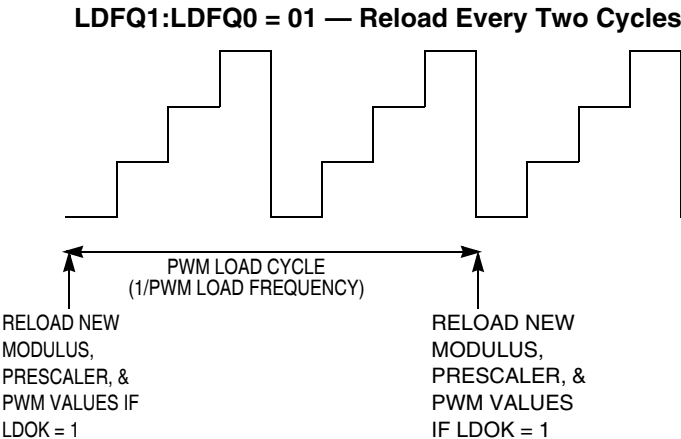 LDFQ1:LDFQ0 = 01 — Reload Every Two Cycles
PWM LOAD CYCLE
(1/PWM LOAD FREQUENCY)
RELOAD NEW
MODULUS,
PRESCALER, &
PWM VALUES IF
LDOK = 1
RELOAD NEW
MODULUS,
PRESCALER, &
PWM VALUES
IF LDOK = 1